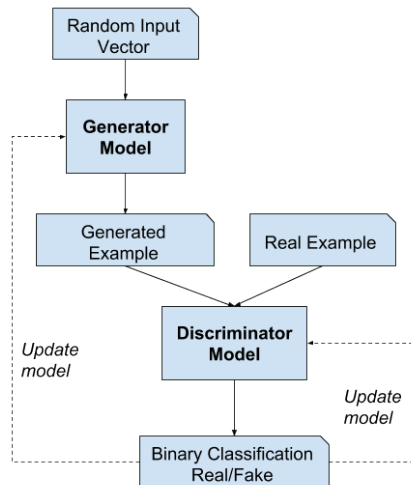 Random Input
Vector
Generator
Model
Generated
Example
Real Example
Discriminator
Model
Update
model
Update
model
Binary Classification
Real/Fake